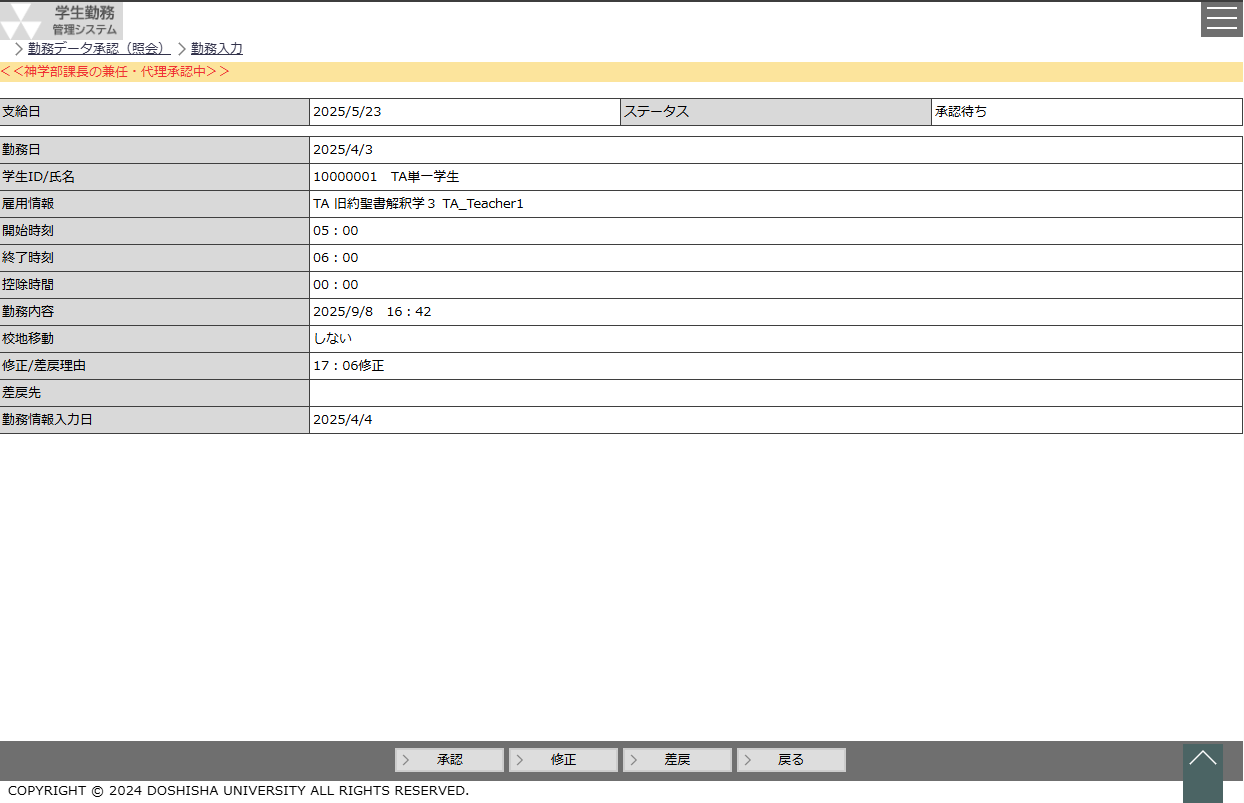 学生勤務
管理システム
勤務データ承認（照会） 勤務入力
＜＜神学部課長の兼任・代理承認中＞＞
支給日 2025/5/23 ステータス 承認待ち
勤務日 2025/4/3
学生ID/氏名 10000001　TA単一学生
雇用情報 TA 旧約聖書解釈学３ TA_Teacher1
開始時刻 05：00
終了時刻 06：00
控除時間 00：00
勤務内容 2025/9/8　16：42
校地移動 しない
修正/差戻理由 17：06修正
差戻先
勤務情報入力日 2025/4/4
承認 修正 差戻 戻る
COPYRIGHT © 2024 DOSHISHA UNIVERSITY ALL RIGHTS RESERVED.